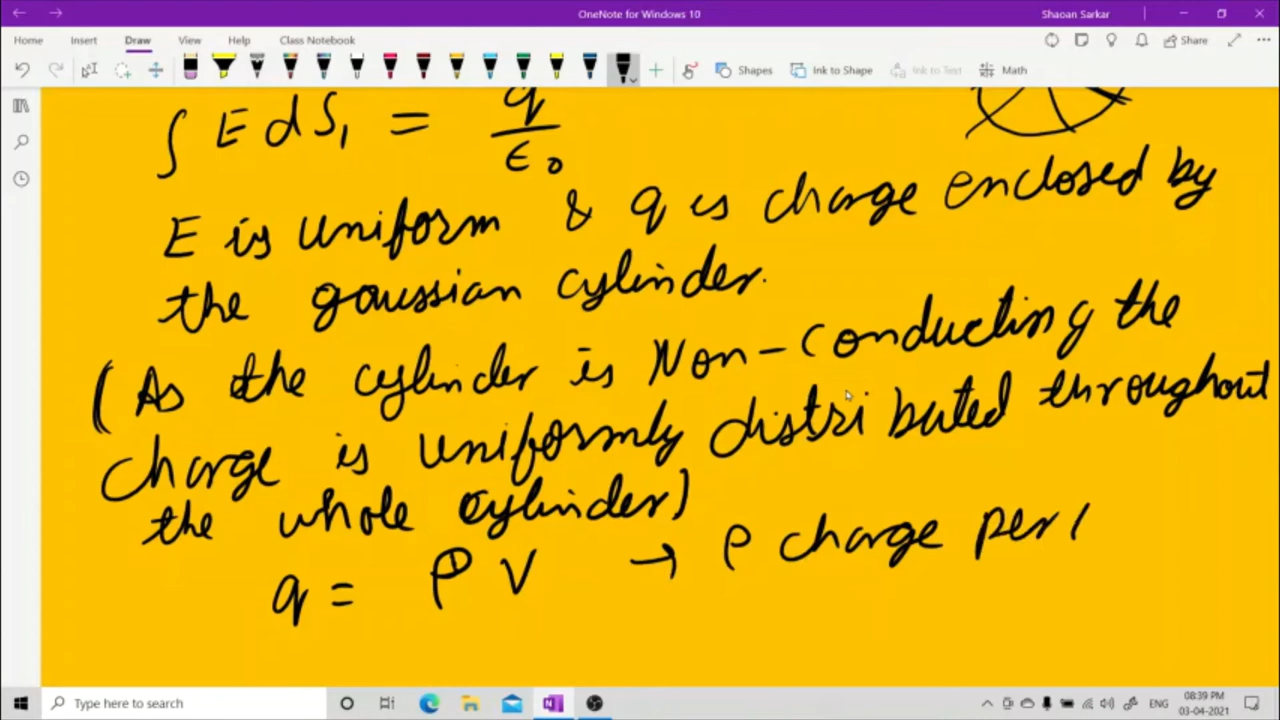 OneNote for Windows 10
Shaoan Sarkar
Home Insert Draw View Help Class Notebook
Share
Shapes Ink to Shape Ink to Text Math
∫ E dS₁ = q/ε₀
E is uniform & q is charge enclosed by
the gaussian cylinder.
(As the cylinder is Non-conducting the
charge is uniformly distributed throughout
the whole cylinder)
q = ρ V → ρ charge per
Type here to search
ENG
08:39 PM
03-04-2021